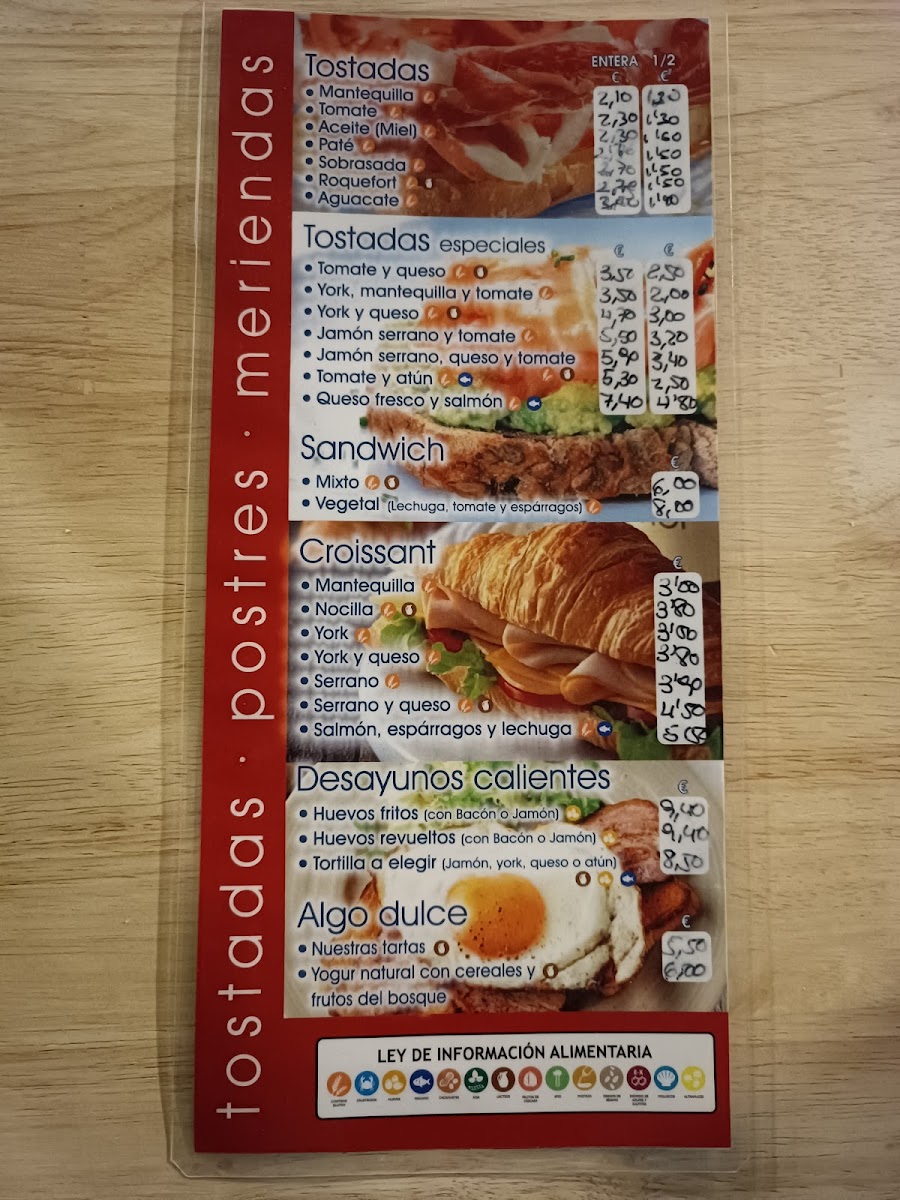 tostadas · postres · meriendas
Tostadas ENTERA 1/2
€ €
• Mantequilla 2,10 1,30
• Tomate 2,30 1'30
• Aceite (Miel) 2,30 1'60
• Paté 1'50
• Sobrasada 2,70 1'50
• Roquefort 2,70 1'50
• Aguacate
Tostadas especiales € €
• Tomate y queso 3,50 2,50
• York, mantequilla y tomate 3,50 2,00
• York y queso 4,70 3,00
• Jamón serrano y tomate 5,50 3,20
• Jamón serrano, queso y tomate 5,90 3,40
• Tomate y atún 5,30 2,50
• Queso fresco y salmón 7,40 4'80
Sandwich €
• Mixto 6,80
• Vegetal (Lechuga, tomate y espárragos) 8,80
Croissant €
• Mantequilla 3'00
• Nocilla 3'80
• York 3'50
• York y queso 3'80
• Serrano 3'90
• Serrano y queso 4'50
• Salmón, espárragos y lechuga
Desayunos calientes €
• Huevos fritos (con Bacón o Jamón) 9,40
• Huevos revueltos (con Bacón o Jamón) 9,40
• Tortilla a elegir (Jamón, york, queso o atún) 8,50
Algo dulce €
• Nuestras tartas 5,50
• Yogur natural con cereales y 6,00
frutos del bosque
LEY DE INFORMACIÓN ALIMENTARIA